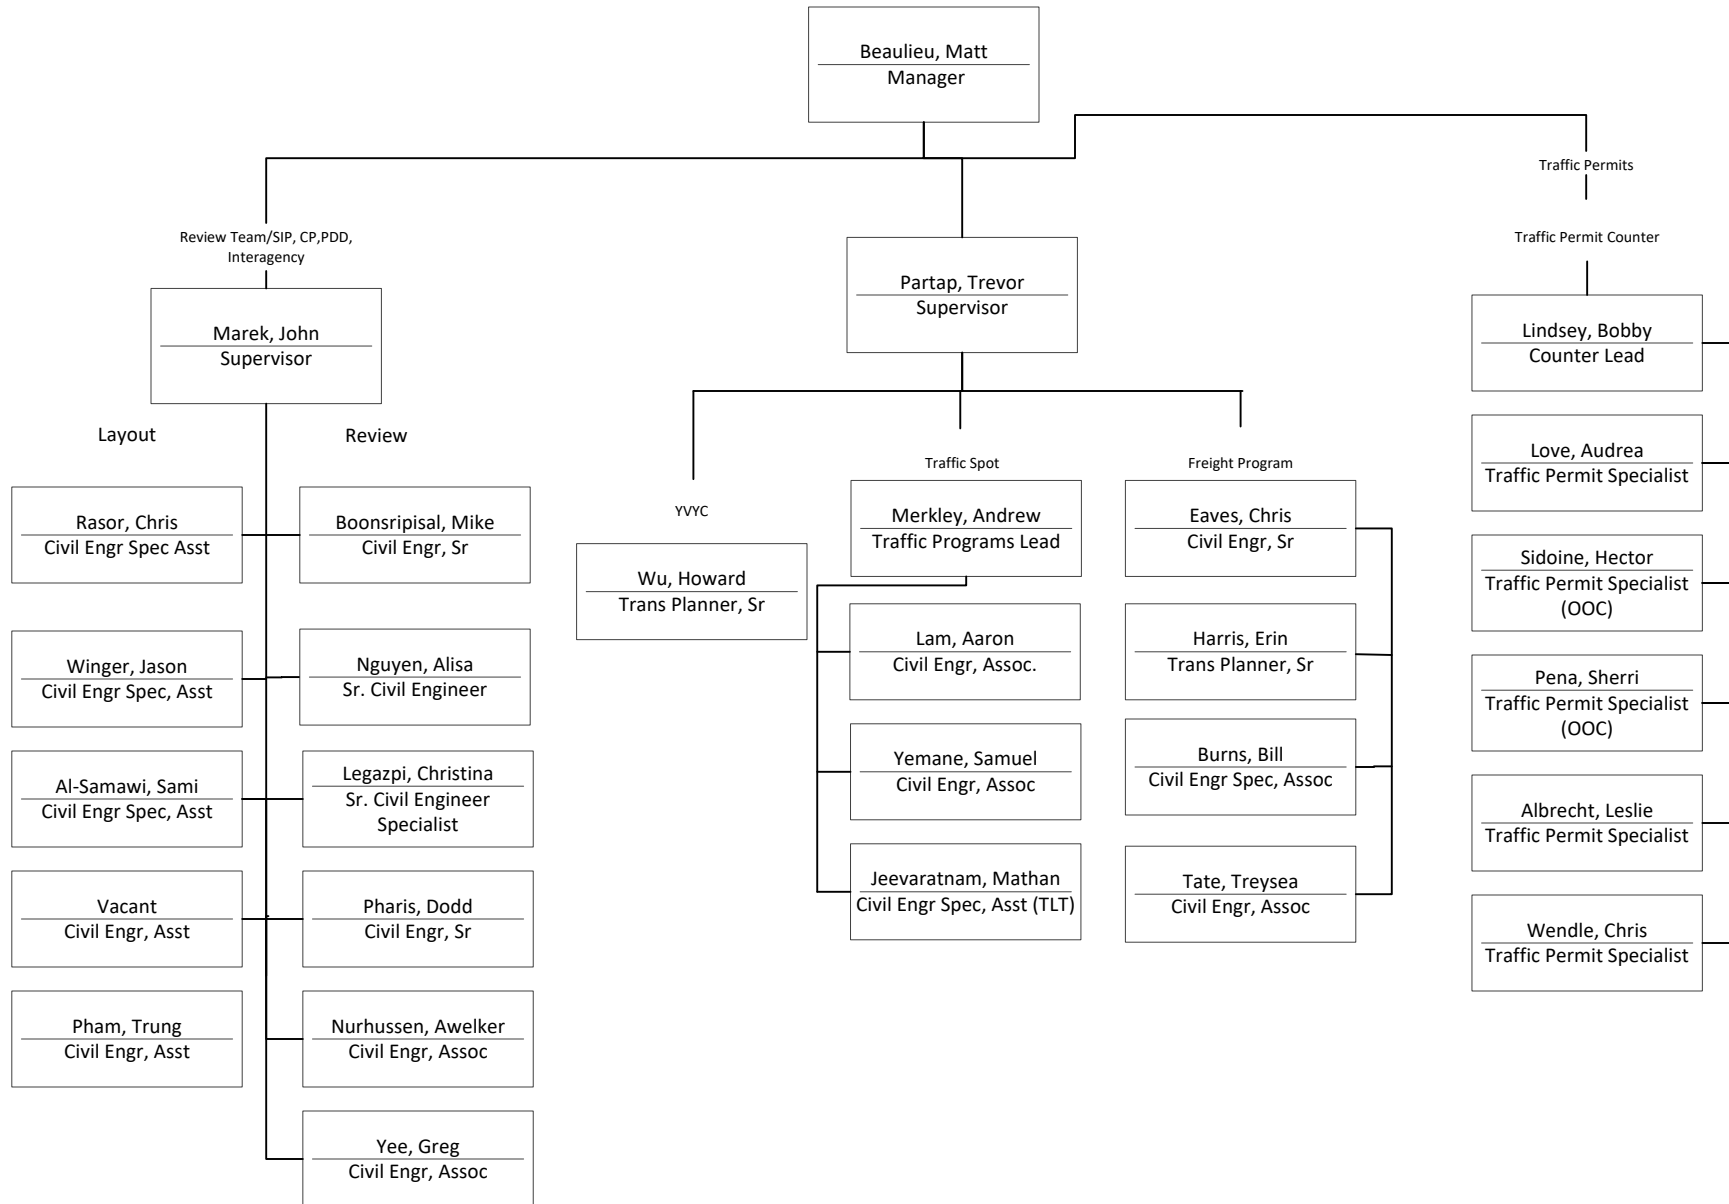 Beaulieu, Matt
Manager
Traffic Permits
Review Team/SIP, CP,PDD,
Interagency
Traffic Permit Counter
Marek, John
Supervisor
Layout
Review
Rasor, Chris
Civil Engr Spec Asst
Boonsripisal, Mike
Civil Engr, Sr
Winger, Jason
Civil Engr Spec, Asst
Nguyen, Alisa
Sr. Civil Engineer
Al-Samawi, Sami
Civil Engr Spec, Asst
Legazpi, Christina
Sr. Civil Engineer
Specialist
Vacant
Civil Engr, Asst
Pharis, Dodd
Civil Engr, Sr
Pham, Trung
Civil Engr, Asst
Nurhussen, Awelker
Civil Engr, Assoc
Yee, Greg
Civil Engr, Assoc
Partap, Trevor
Supervisor
YVYC
Wu, Howard
Trans Planner, Sr
Traffic Spot
Merkley, Andrew
Traffic Programs Lead
Lam, Aaron
Civil Engr, Assoc.
Yemane, Samuel
Civil Engr, Assoc
Jeevaratnam, Mathan
Civil Engr Spec, Asst (TLT)
Freight Program
Eaves, Chris
Civil Engr, Sr
Harris, Erin
Trans Planner, Sr
Burns, Bill
Civil Engr Spec, Assoc
Tate, Treysea
Civil Engr, Assoc
Lindsey, Bobby
Counter Lead
Love, Audrea
Traffic Permit Specialist
Sidoine, Hector
Traffic Permit Specialist
(OOC)
Pena, Sherri
Traffic Permit Specialist
(OOC)
Albrecht, Leslie
Traffic Permit Specialist
Wendle, Chris
Traffic Permit Specialist